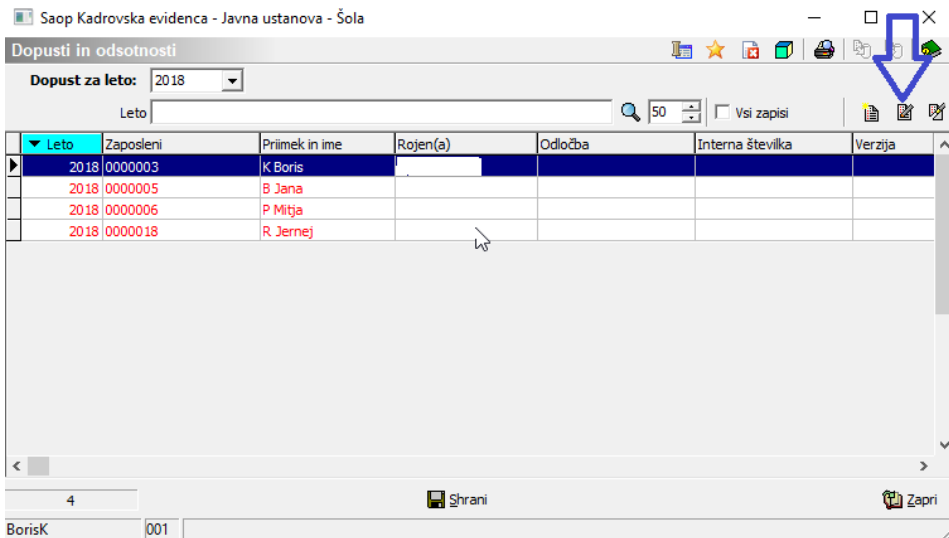 Saop Kadrovska evidenca - Javna ustanova - Šola
Dopusti in odsotnosti
Dopust za leto: 2018
Leto 50 Vsi zapisi
Leto Zaposleni Priimek in ime Rojen(a) Odločba Interna številka Verzija
2018 0000003 K Boris
2018 0000005 B Jana
2018 0000006 P Mitja
2018 0000018 R Jernej
4 Shrani Zapri
BorisK 001